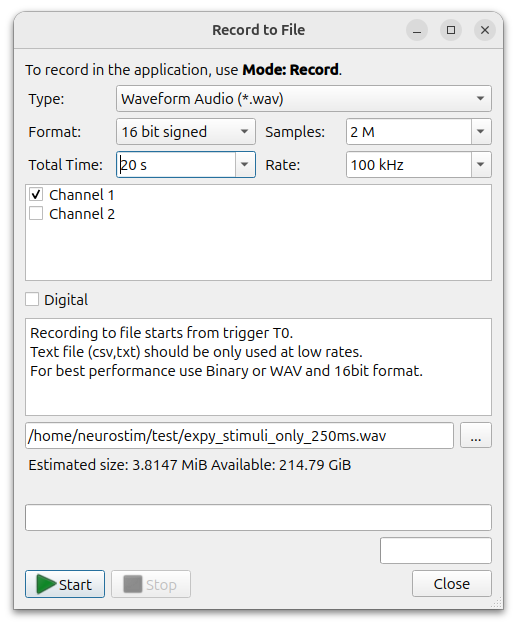 Record to File
To record in the application, use Mode: Record.
Type: Waveform Audio (*.wav)
Format: 16 bit signed Samples: 2 M
Total Time: 20 s Rate: 100 kHz
Channel 1
Channel 2
Digital
Recording to file starts from trigger T0.
Text file (csv,txt) should be only used at low rates.
For best performance use Binary or WAV and 16bit format.
/home/neurostim/test/expy_stimuli_only_250ms.wav ...
Estimated size: 3.8147 MiB Available: 214.79 GiB
Start Stop Close